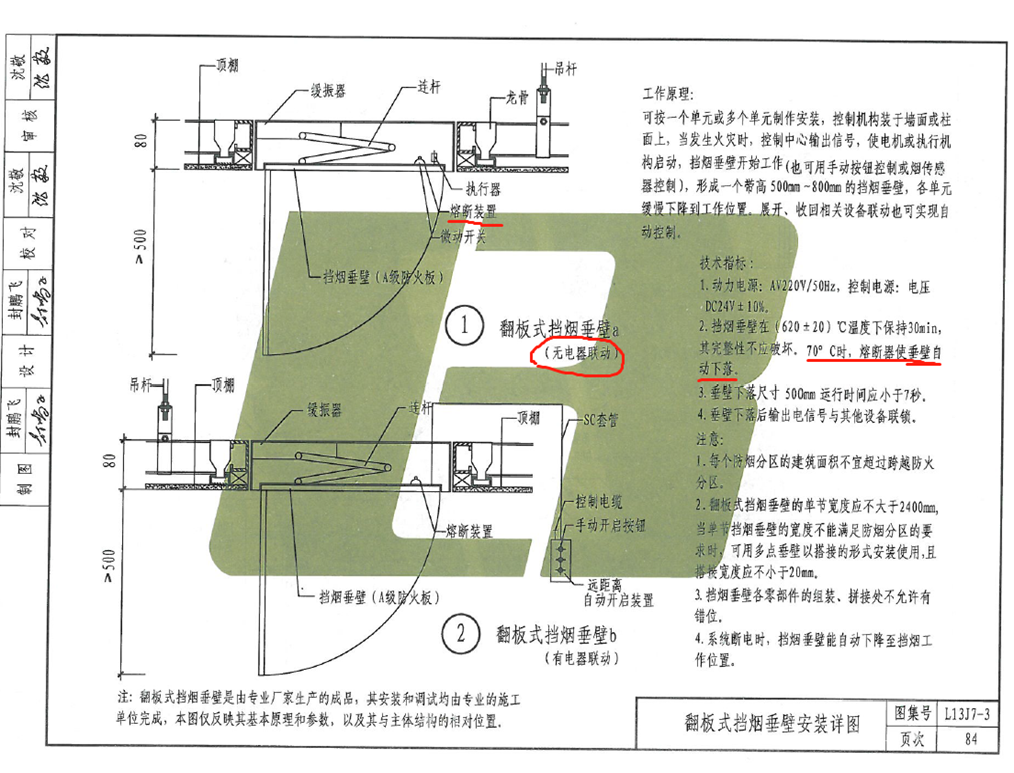 沈敏
审核
沈敏
校对
封鹏飞
设计
封鹏飞
制图
顶棚
缓振器
连杆
龙骨
吊杆
80
>500
执行器
熔断装置
微动开关
挡烟垂壁(A级防火板)
1
翻板式挡烟垂壁a
(无电器联动)
吊杆
顶棚
缓振器
连杆
顶棚
SC套管
80
>500
控制电缆
手动开启按钮
熔断装置
远距离
自动开启装置
挡烟垂壁(A级防火板)
2
翻板式挡烟垂壁b
(有电器联动)
工作原理:
可按一个单元或多个单元制作安装,控制机构装于墙面或柱
面上,当发生火灾时,控制中心输出信号,使电机或执行机
构启动,挡烟垂壁开始工作(也可用手动按钮控制或烟传感
器控制),形成一个带高500mm~800mm的挡烟垂壁,各单元
缓慢下降到工作位置。展开、收回相关设备联动也可实现自
动控制。
技术指标:
1.动力电源:AV220V/50Hz,控制电源:电压
DC24V±10%。
2.挡烟垂壁在(620±20)℃温度下保持30min,
其完整性不应破坏。70°C时,熔断器使垂壁自
动下落。
3.垂壁下落尺寸500mm运行时间应小于7秒。
4.垂壁下落后输出电信号与其他设备联锁。
注意:
1.每个防烟分区的建筑面积不宜超过跨越防火
分区。
2.翻板式挡烟垂壁的单节宽度应不大于2400mm,
当单节挡烟垂壁的宽度不能满足防烟分区的要
求时,可用多点垂壁以搭接的形式安装使用,且
搭接宽度应不小于20mm。
3.挡烟垂壁各零部件的组装、拼接处不允许有
错位。
4.系统断电时,挡烟垂壁能自动下降至挡烟工
作位置。
注:翻板式挡烟垂壁是由专业厂家生产的成品,其安装和调试均由专业的施工
单位完成,本图仅反映其基本原理和参数,以及其与主体结构的相对位置。
翻板式挡烟垂壁安装详图
图集号
L13J7-3
页次
84